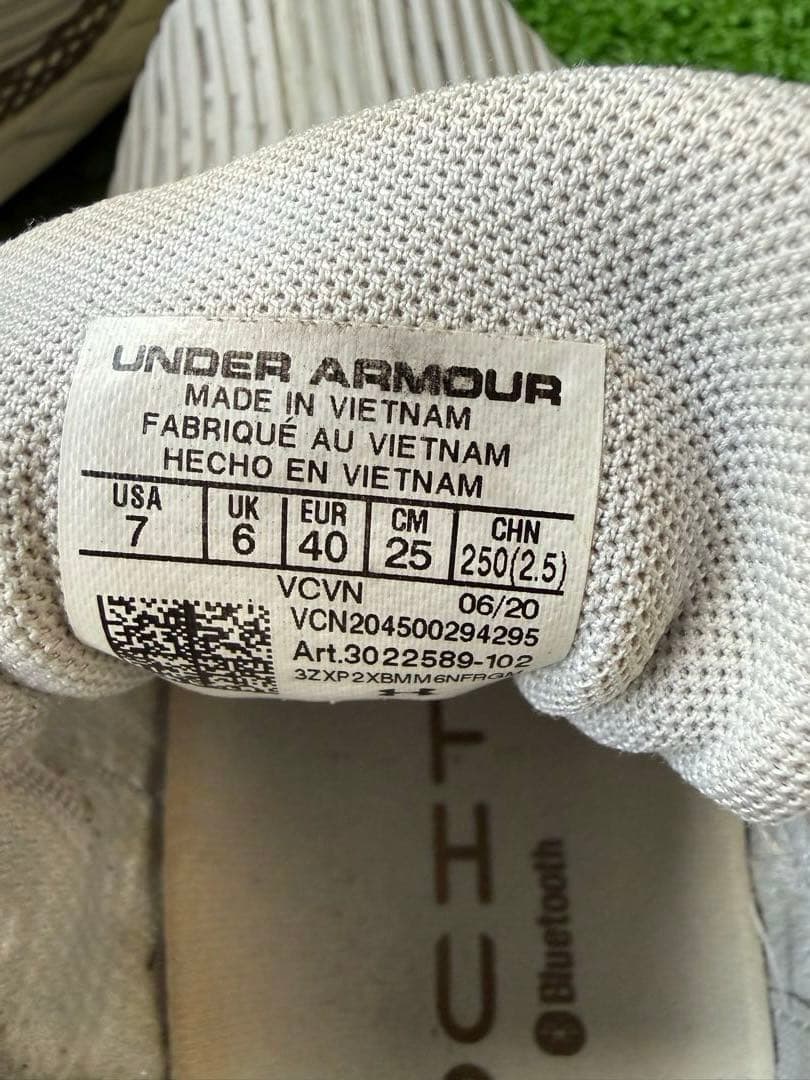 UNDER ARMOUR
MADE IN VIETNAM
FABRIQUÉ AU VIETNAM
HECHO EN VIETNAM
USA UK EUR CM CHN
7 6 40 25 250(2.5)
VCVN 06/20
VCN204500294295
Art.3022589-102
Bluetooth